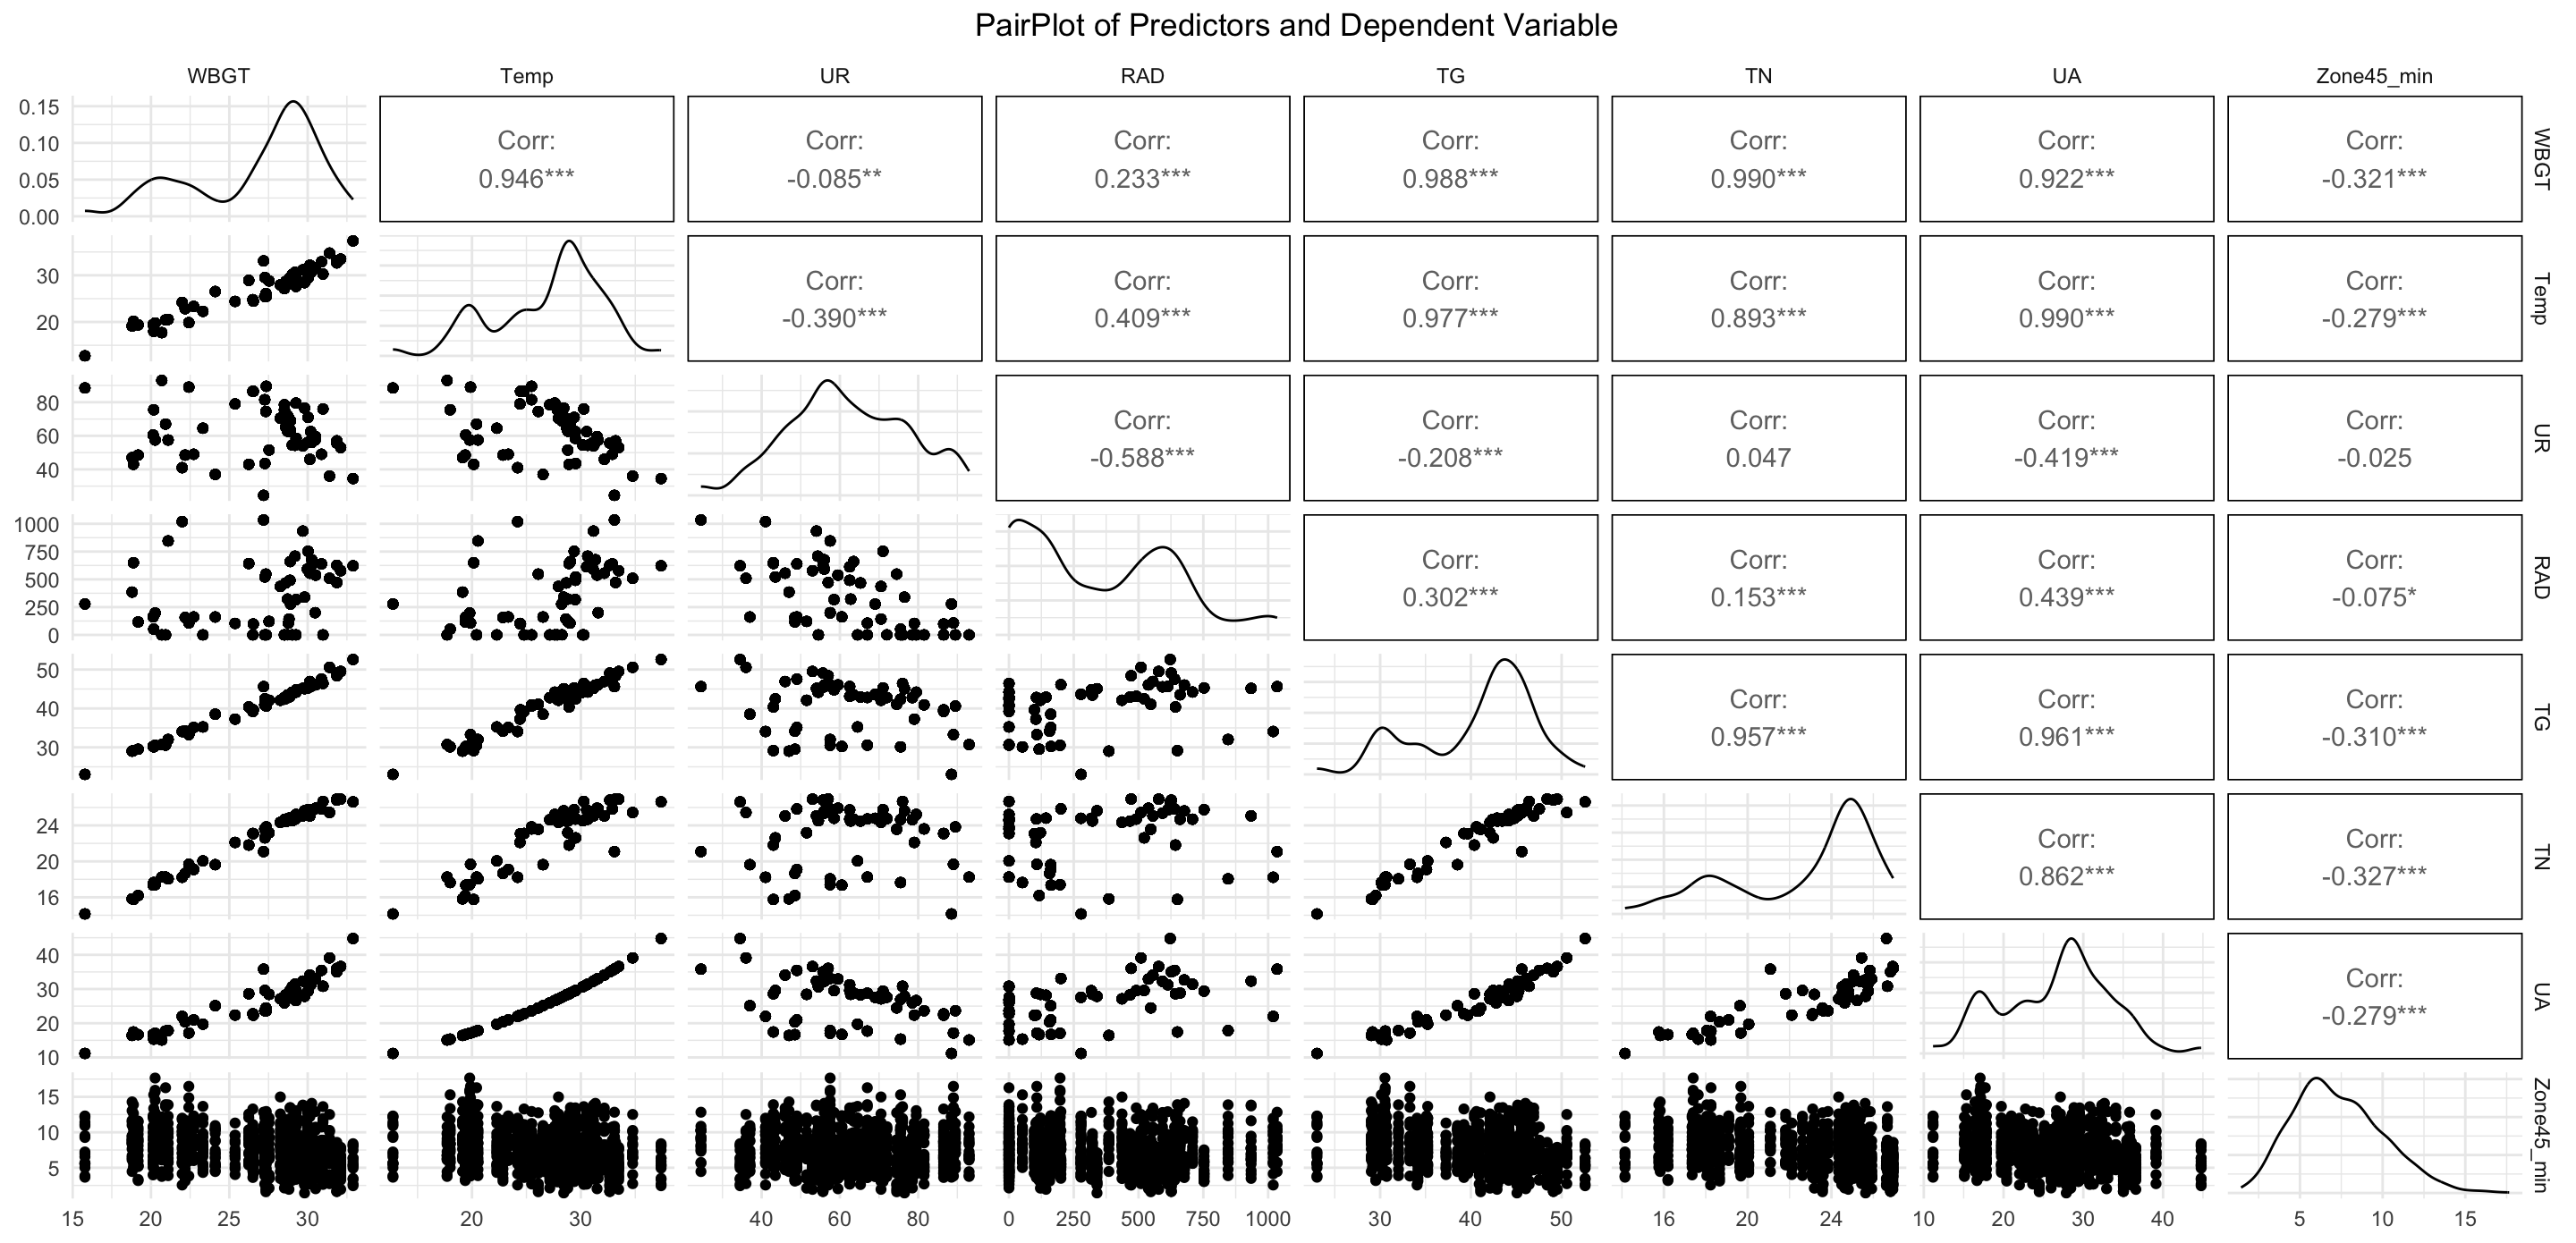 PairPlot of Predictors and Dependent Variable
WBGT Temp UR RAD TG TN UA Zone45_min
0.15
0.10
0.05
0.00
Corr:
0.946***
Corr:
-0.085**
Corr:
0.233***
Corr:
0.988***
Corr:
0.990***
Corr:
0.922***
Corr:
-0.321***
WBGT
30
20
Corr:
-0.390***
Corr:
0.409***
Corr:
0.977***
Corr:
0.893***
Corr:
0.990***
Corr:
-0.279***
Temp
80
60
40
Corr:
-0.588***
Corr:
-0.208***
Corr:
0.047
Corr:
-0.419***
Corr:
-0.025
UR
1000
750
500
250
0
Corr:
0.302***
Corr:
0.153***
Corr:
0.439***
Corr:
-0.075*
RAD
50
40
30
Corr:
0.957***
Corr:
0.961***
Corr:
-0.310***
TG
24
20
16
Corr:
0.862***
Corr:
-0.327***
TN
40
30
20
10
Corr:
-0.279***
UA
15
10
5
Zone45_min
15 20 25 30
20 30
40 60 80
0 250 500 750 1000
30 40 50
16 20 24
10 20 30 40
5 10 15